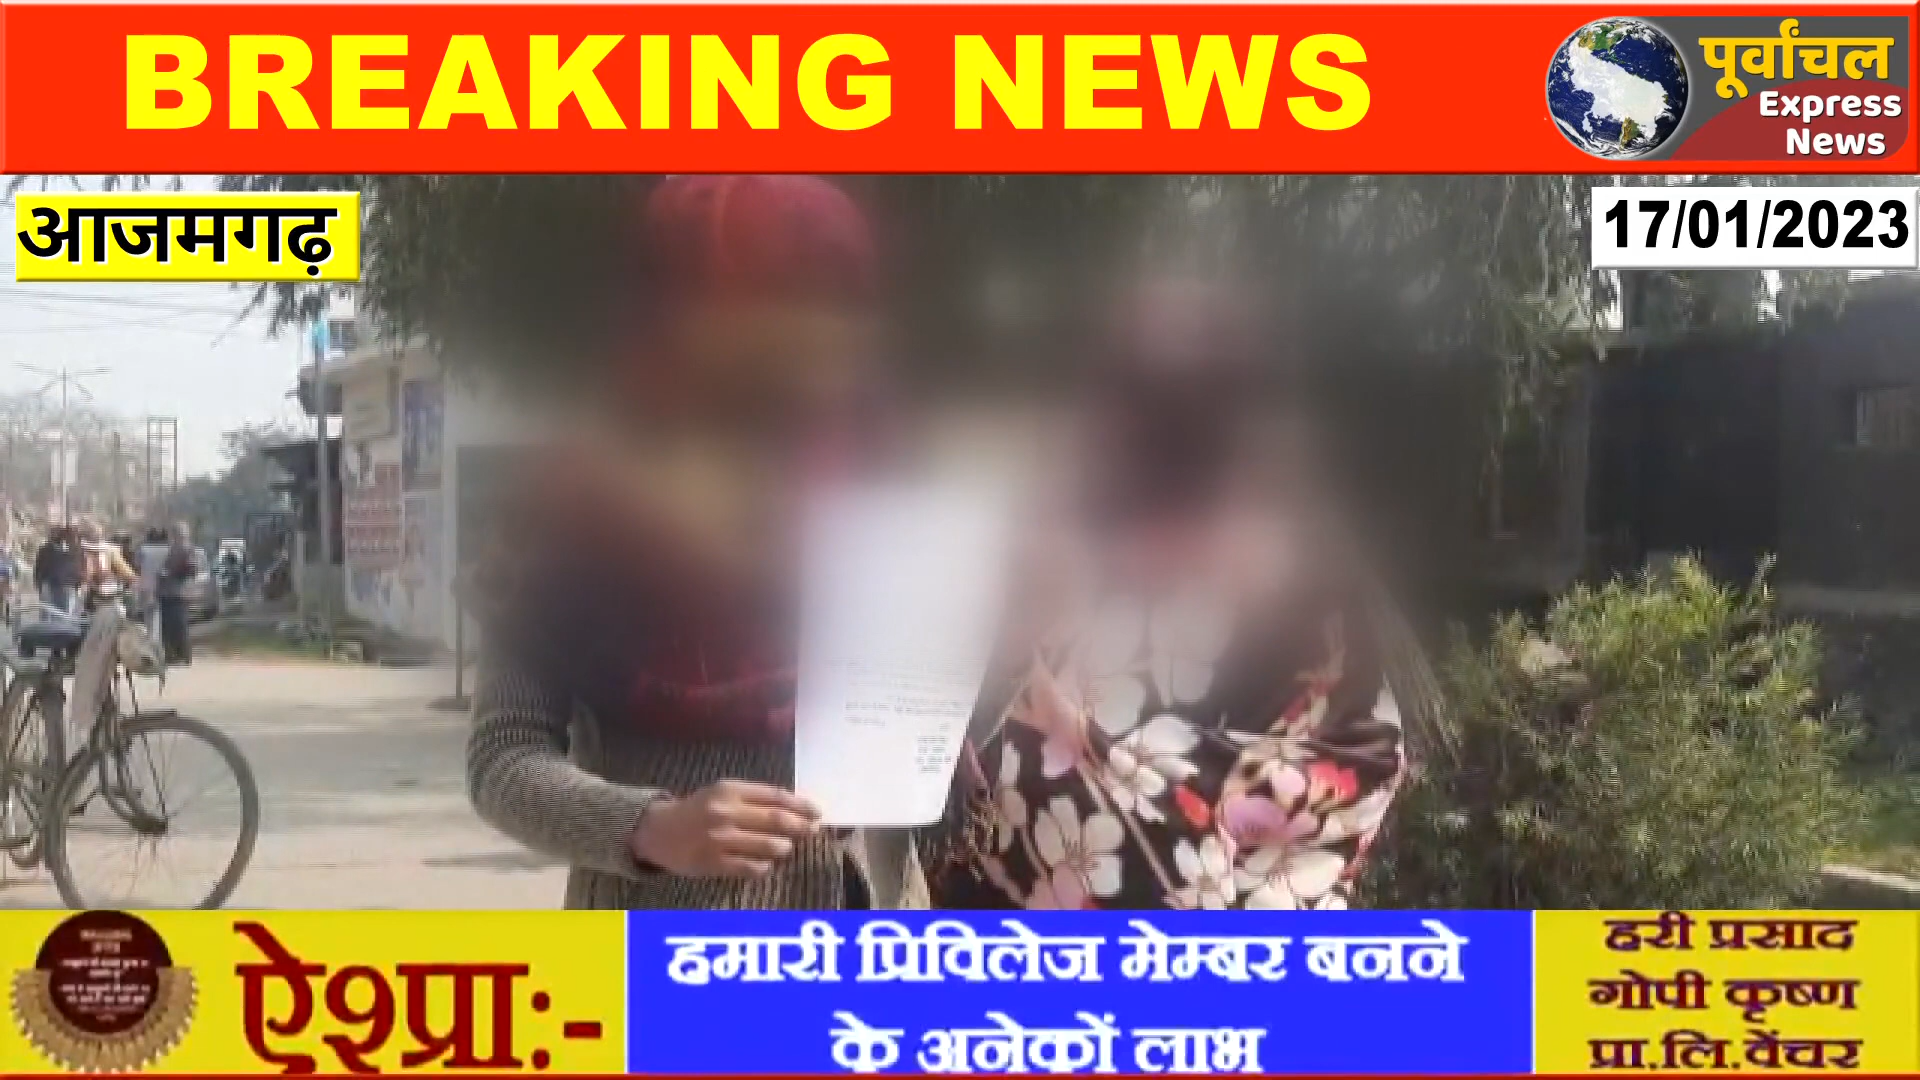 BREAKING NEWS
पूर्वांचल
Express
News
आजमगढ़
17/01/2023
ऐश्प्रा:-
हमारी प्रिविलेज मेम्बर बनने
के अनेकों लाभ
हरी प्रसाद
गोपी कृष्ण
प्रा.लि.वेंचर